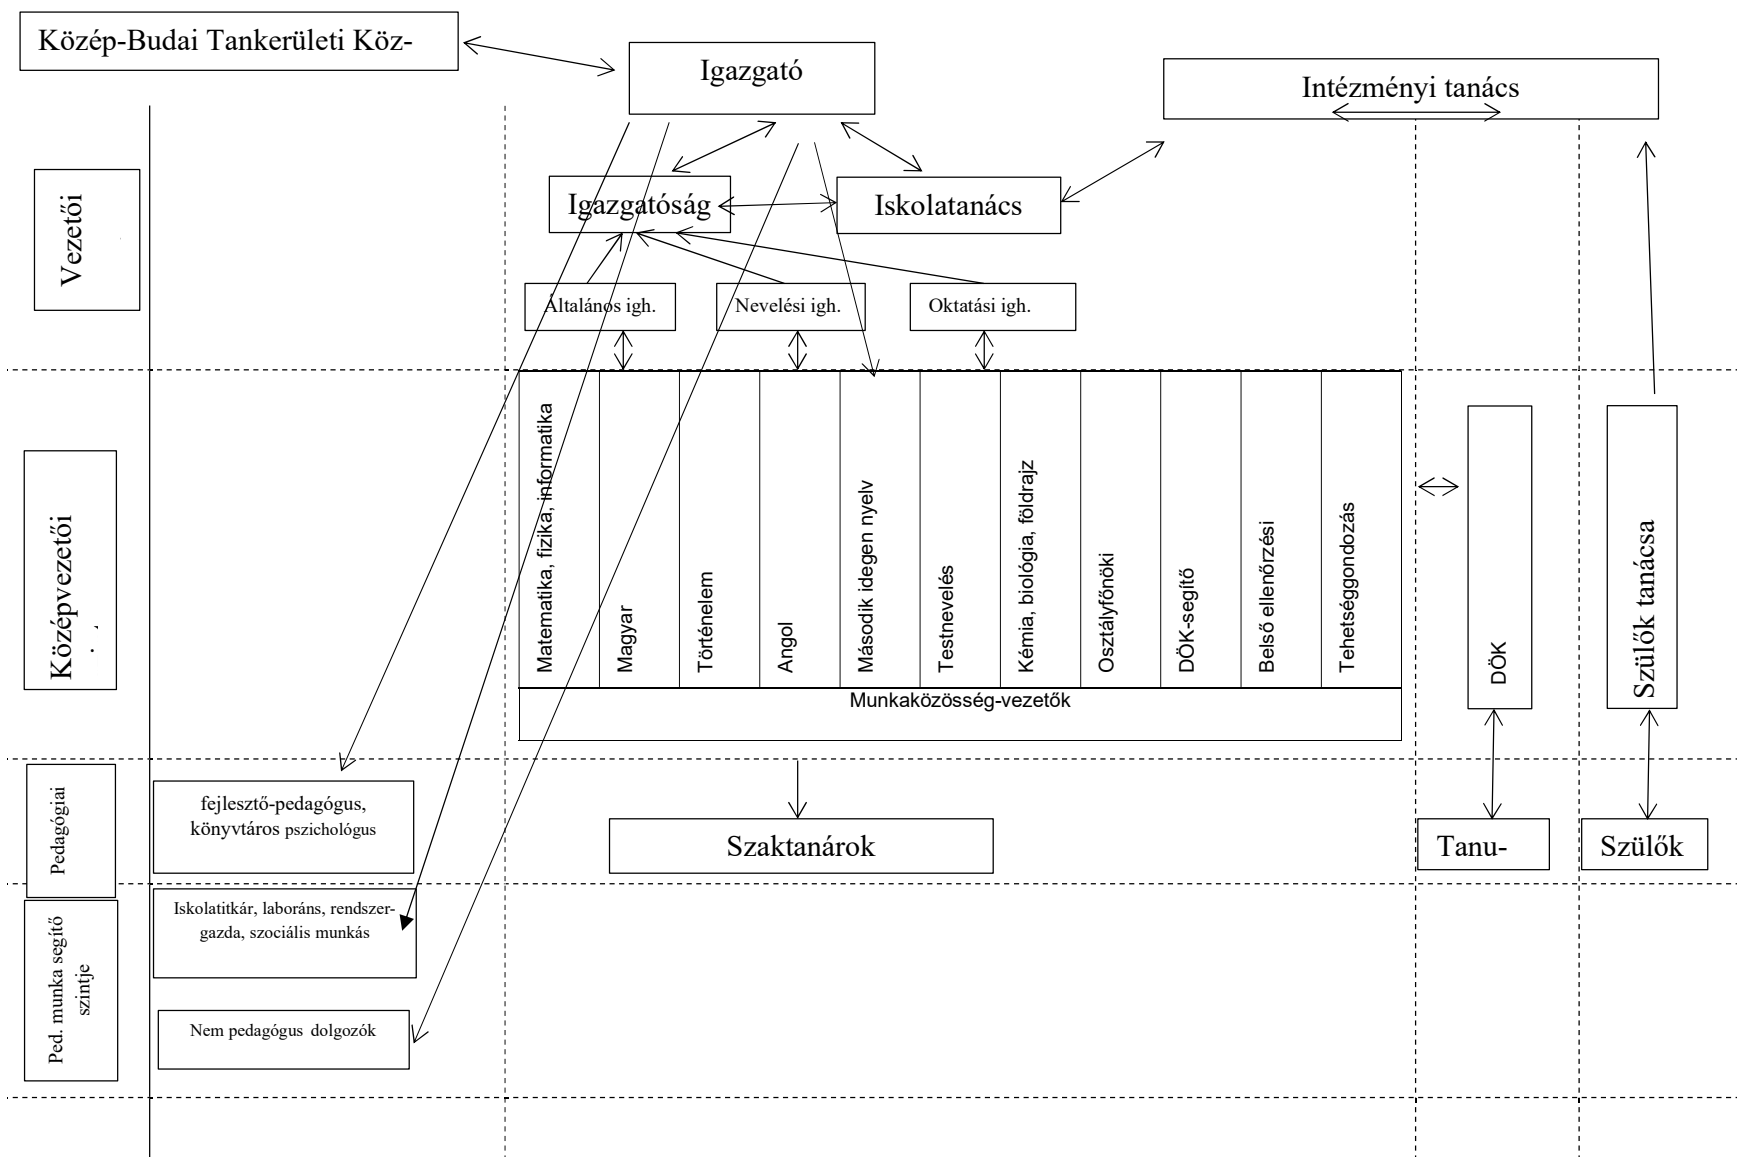 Közép-Budai Tankerületi Köz-
Igazgató
Intézményi tanács
Vezetői
Igazgatóság
Iskolatanács
Általános igh.
Nevelési igh.
Oktatási igh.
Középvezetői
Matematika, fizika, informatika
Magyar
Történelem
Angol
Második idegen nyelv
Testnevelés
Kémia, biológia, földrajz
Osztályfőnöki
DÖK-segítő
Belső ellenőrzési
Tehetséggondozás
Munkaközösség-vezetők
DÖK
Szülők tanácsa
Pedagógiai
fejlesztő-pedagógus,
könyvtáros pszichológus
Szaktanárok
Tanu-
Szülők
Ped. munka segítő
szintje
Iskolatitkár, laboráns, rendszer-
gazda, szociális munkás
Nem pedagógus dolgozók